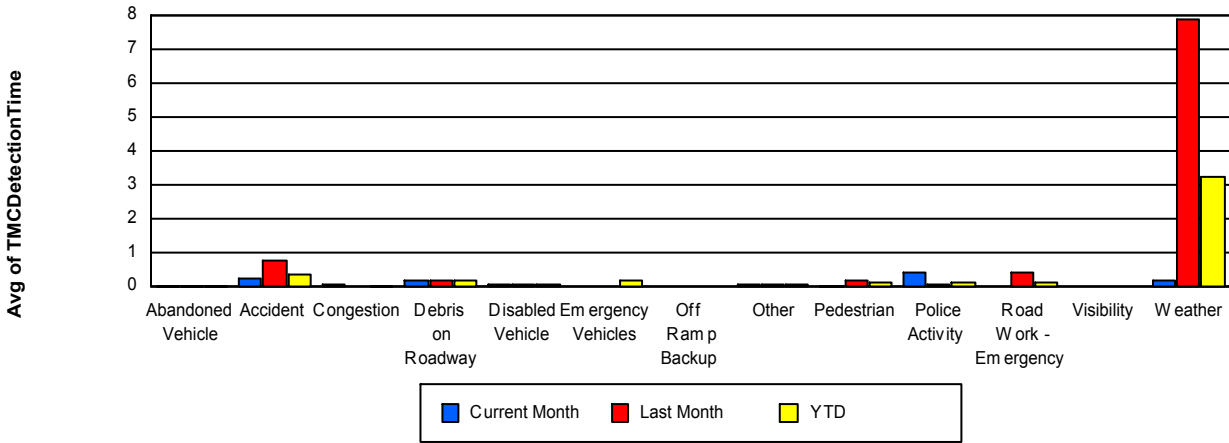 Avg of TMCDetectionTime
8
7
6
5
4
3
2
1
0
Abandoned
Vehicle
Accident
Congestion
Debris
on
Roadway
Disabled
Vehicle
Emergency
Vehicles
Off
Ramp
Backup
Other
Pedestrian
Police
Activity
Road
Work -
Emergency
Visibility
Weather
Current Month
Last Month
YTD